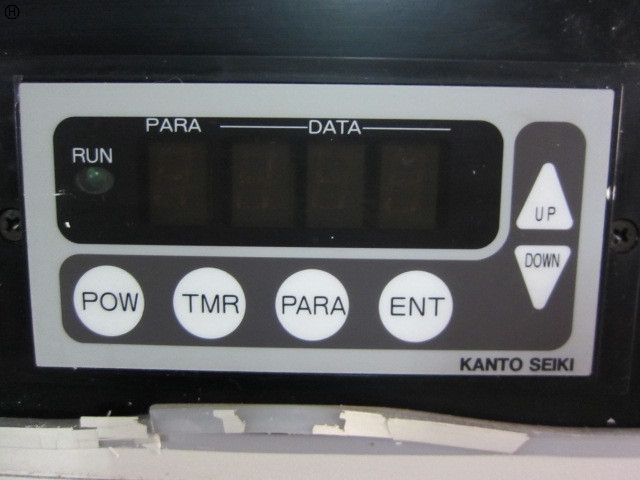 H
PARA DATA
RUN
UP
DOWN
POW TMR PARA ENT
KANTO SEIKI